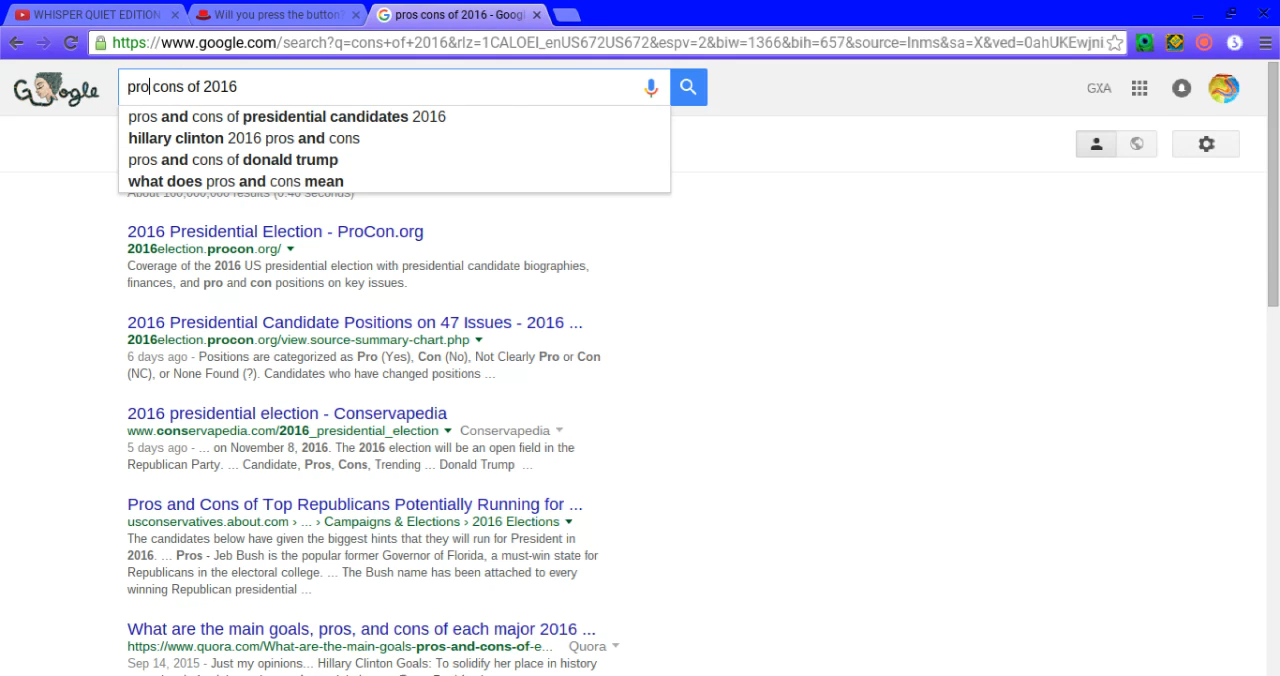 WHISPER QUIET EDITION
Will you press the button?
pros cons of 2016 - Googl
https://www.google.com/search?q=cons+of+2016&rlz=1CALOEI_enUS672US672&espv=2&biw=1366&bih=657&source=lnms&sa=X&ved=0ahUKEwjni
Google
pro cons of 2016
GXA
pros and cons of presidential candidates 2016
hillary clinton 2016 pros and cons
pros and cons of donald trump
what does pros and cons mean
2016 Presidential Election - ProCon.org
2016election.procon.org/
Coverage of the 2016 US presidential election with presidential candidate biographies,
finances, and pro and con positions on key issues.
2016 Presidential Candidate Positions on 47 Issues - 2016 ...
2016election.procon.org/view.source-summary-chart.php
6 days ago - Positions are categorized as Pro (Yes), Con (No), Not Clearly Pro or Con
(NC), or None Found (?). Candidates who have changed positions ...
2016 presidential election - Conservapedia
www.conservapedia.com/2016_presidential_election Conservapedia
5 days ago - ... on November 8, 2016. The 2016 election will be an open field in the
Republican Party. ... Candidate, Pros, Cons, Trending ... Donald Trump ...
Pros and Cons of Top Republicans Potentially Running for ...
usconservatives.about.com › ... › Campaigns & Elections › 2016 Elections
The candidates below have given the biggest hints that they will run for President in
2016. ... Pros - Jeb Bush is the popular former Governor of Florida, a must-win state for
Republicans in the electoral college. ... The Bush name has been attached to every
winning Republican presidential ...
What are the main goals, pros, and cons of each major 2016 ...
https://www.quora.com/What-are-the-main-goals-pros-and-cons-of-e... Quora
Sep 14, 2015 - Just my opinions... Hillary Clinton Goals: To solidify her place in history